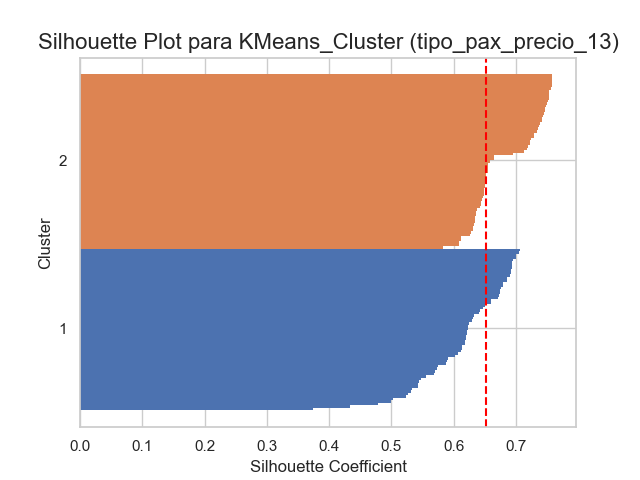 Silhouette Plot para KMeans_Cluster (tipo_pax_precio_13)
Cluster
2
1
0.0 0.1 0.2 0.3 0.4 0.5 0.6 0.7
Silhouette Coefficient